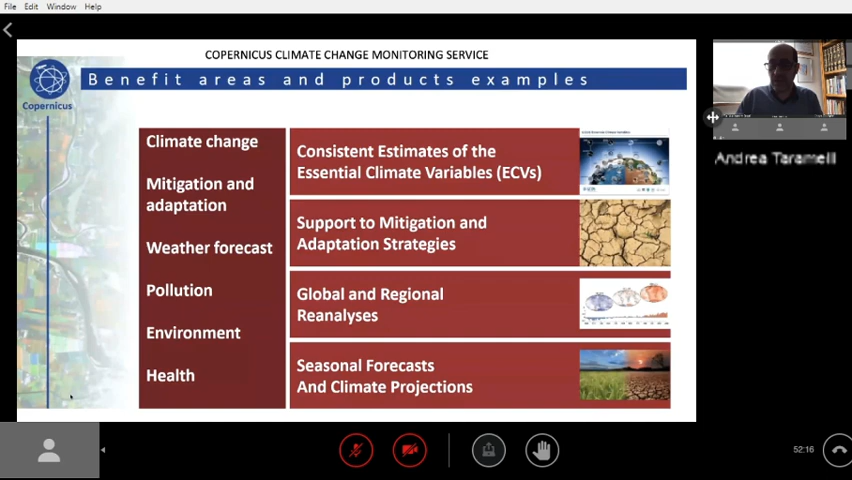 File Edit Window Help
COPERNICUS CLIMATE CHANGE MONITORING SERVICE
Benefit areas and products examples
Copernicus
Climate change
Mitigation and
adaptation
Weather forecast
Pollution
Environment
Health
Consistent Estimates of the
Essential Climate Variables (ECVs)
Support to Mitigation and
Adaptation Strategies
Global and Regional
Reanalyses
Seasonal Forecasts
And Climate Projections
Andrea Taramelli
52:16